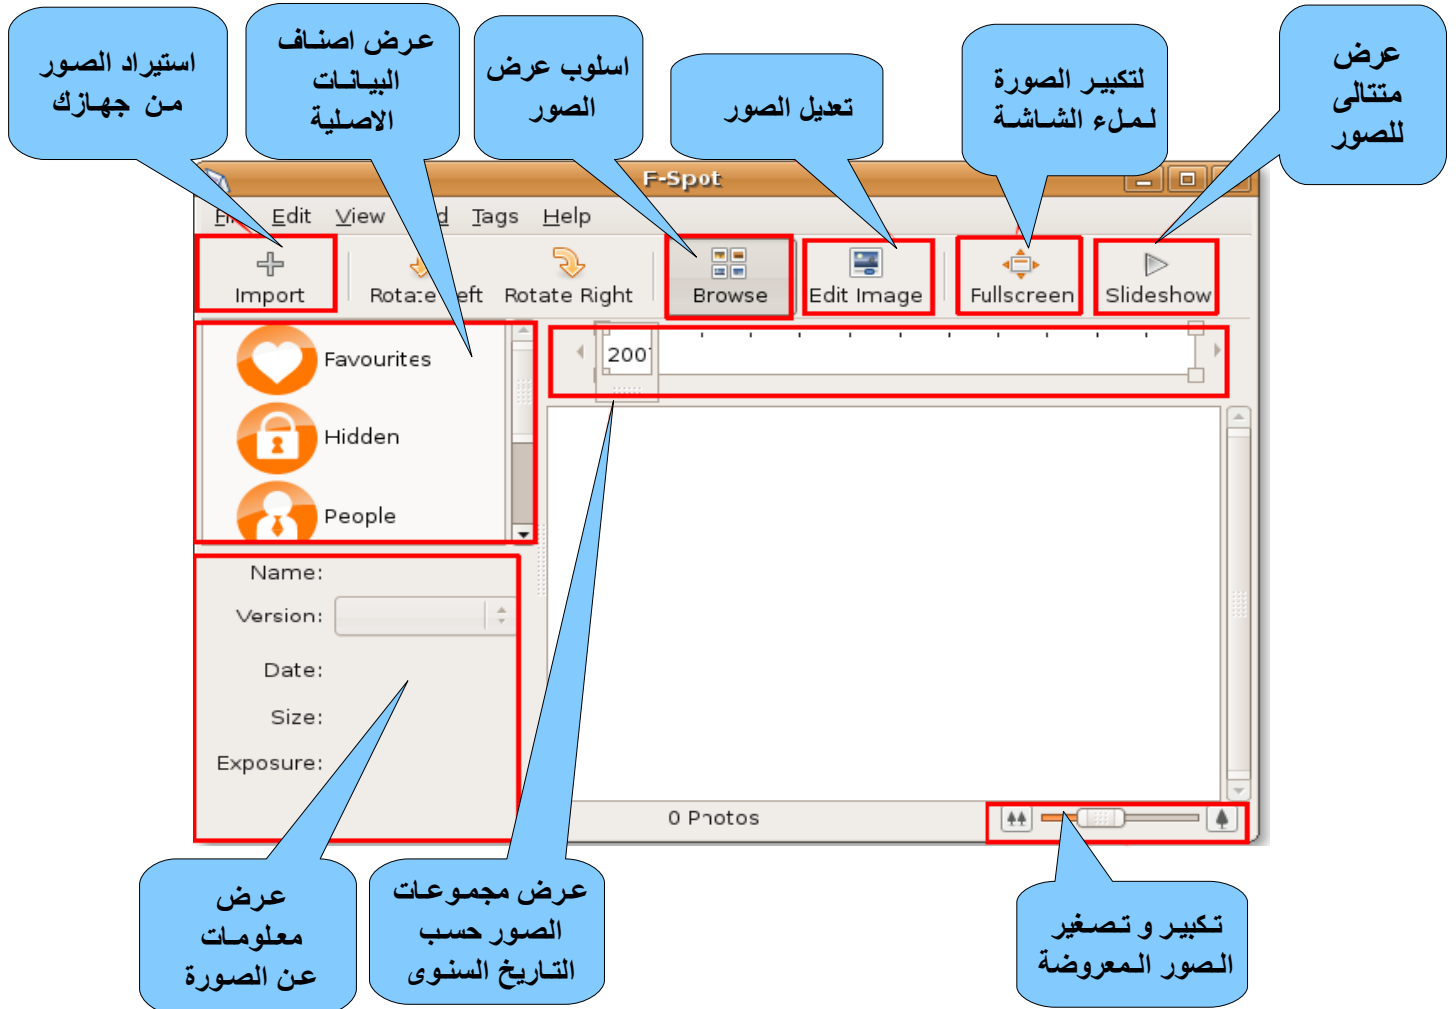 استيراد الصور
من جهازك
عرض اصناف
البيانات
الاصلية
اسلوب عرض
الصور
تعديل الصور
لتكبير الصورة
لملء الشاشة
عرض
متتالى
للصور
F-Spot
Edit View Tags Help
Import Rotate Left Rotate Right Browse Edit Image Fullscreen Slideshow
Favourites
Hidden
People
200
Name:
Version:
Date:
Size:
Exposure:
0 Photos
عرض
معلومات
عن الصورة
عرض مجموعات
الصور حسب
التاريخ السنوى
تكبير و تصغير
الصور المعروضة